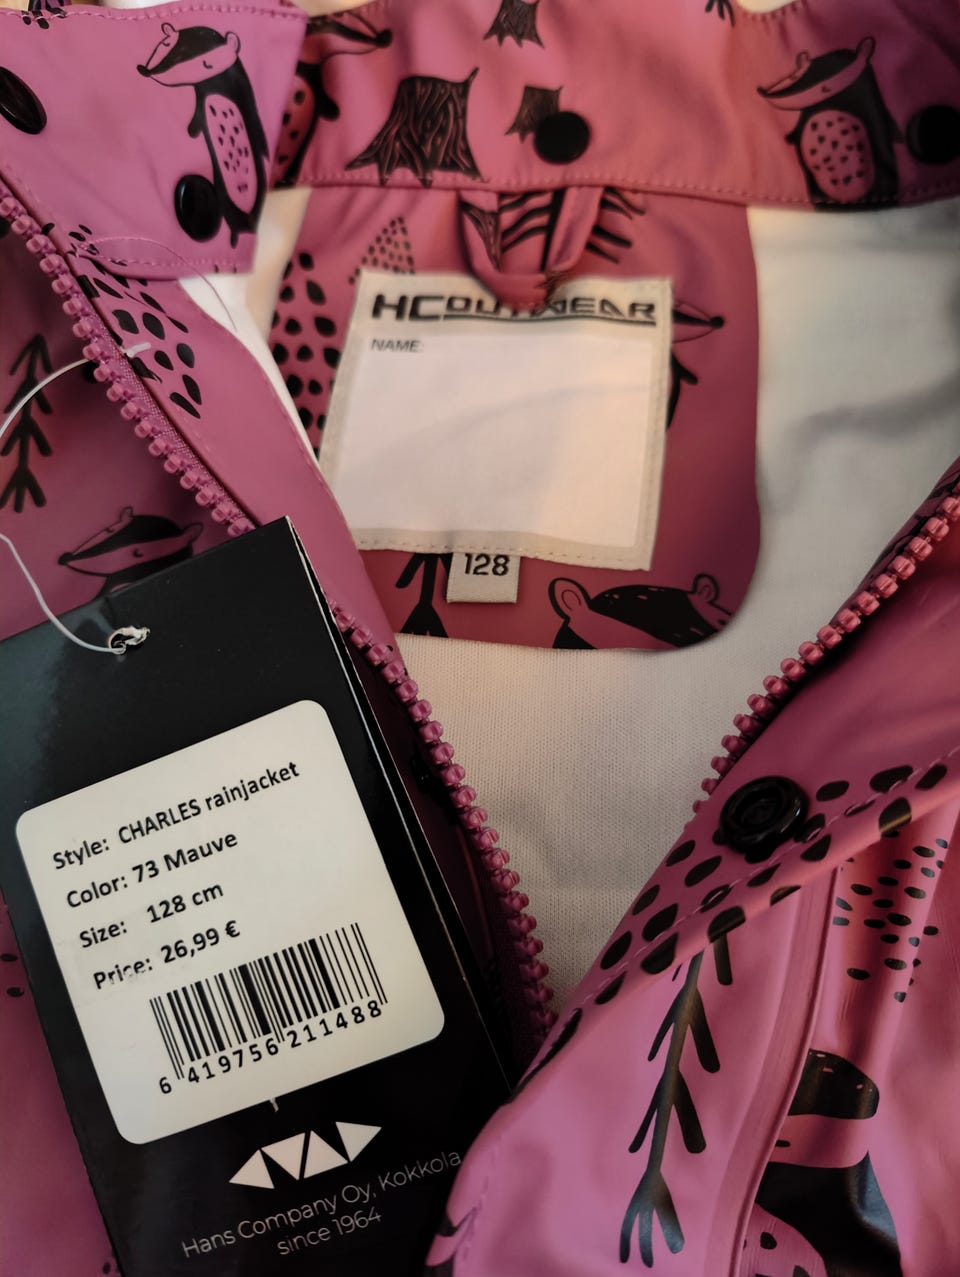 HCOUTWEAR
NAME:
128
Style: CHARLES rainjacket
Color: 73 Mauve
Size: 128 cm
Price: 26,99 €
6 419756 211488
Hans Company Oy, Kokkola
since 1964